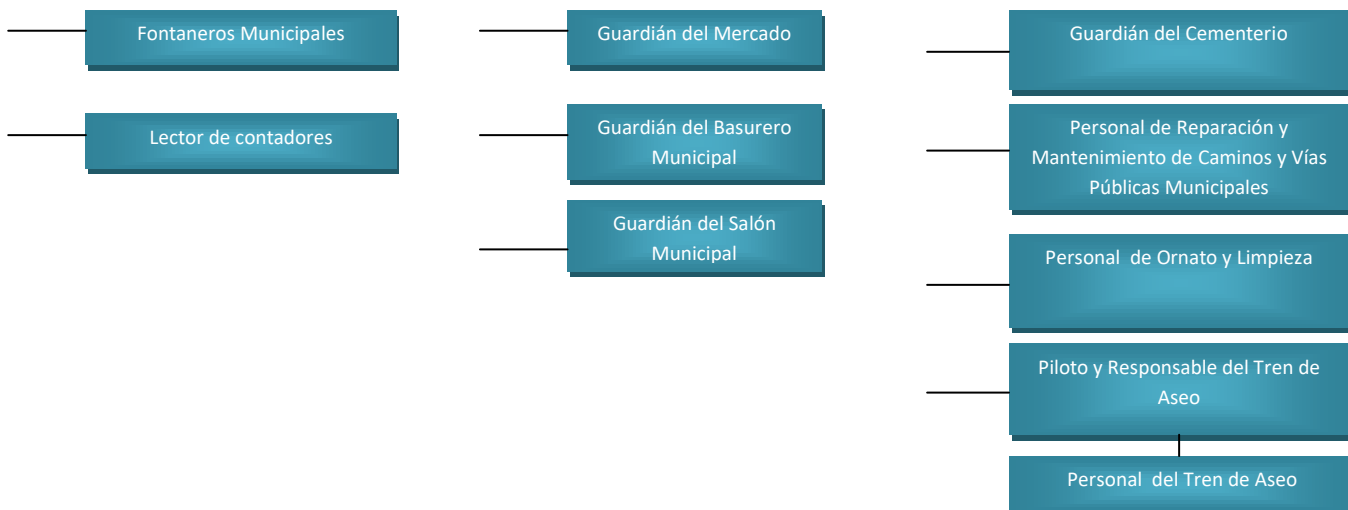 Fontaneros Municipales
Lector de contadores
Guardián del Mercado
Guardián del Basurero
Municipal
Guardián del Salón
Municipal
Guardián del Cementerio
Personal de Reparación y
Mantenimiento de Caminos y Vías
Públicas Municipales
Personal de Ornato y Limpieza
Piloto y Responsable del Tren de
Aseo
Personal del Tren de Aseo